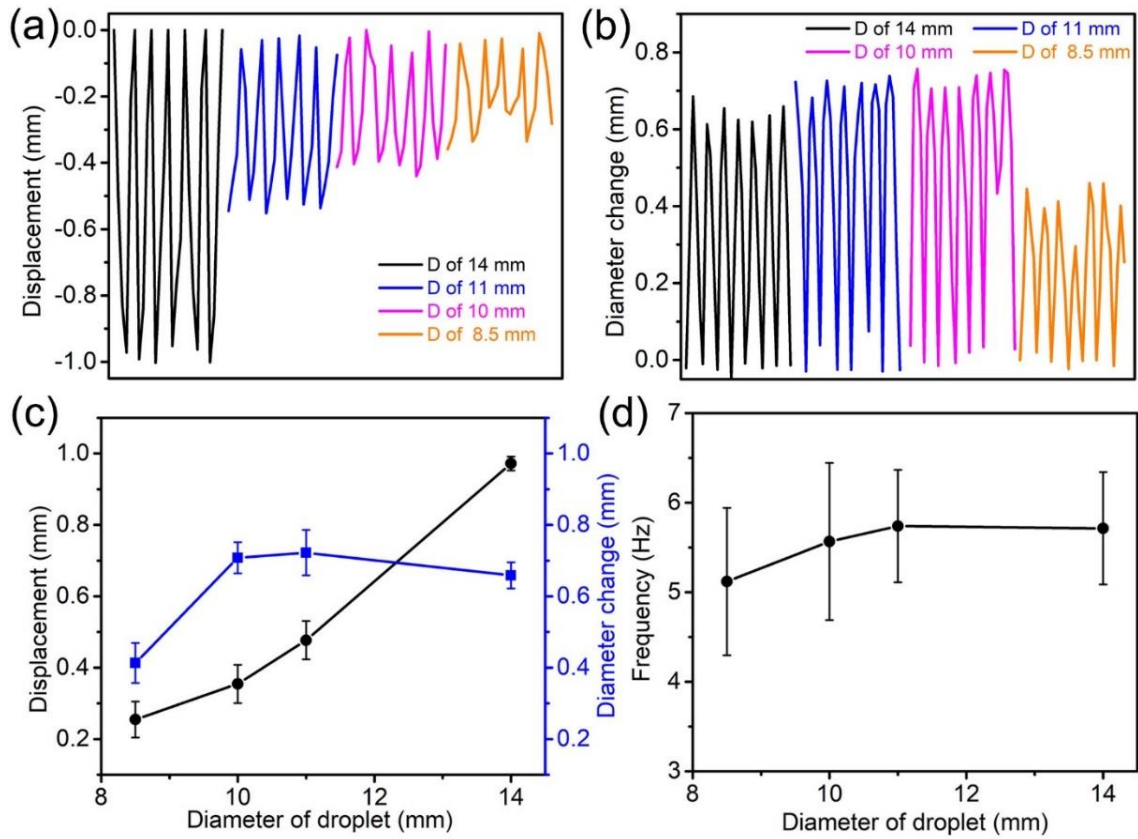 (a)
0.0
-0.2
-0.4
-0.6
-0.8
-1.0
Displacement (mm)
D of 14 mm
D of 11 mm
D of 10 mm
D of 8.5 mm
(b)
D of 14 mm
D of 11 mm
D of 10 mm
D of 8.5 mm
0.8
0.6
0.4
0.2
0.0
Diameter change (mm)
(c)
1.0
0.8
0.6
0.4
0.2
Displacement (mm)
1.0
0.8
0.6
0.4
0.2
Diameter change (mm)
8 10 12 14
Diameter of droplet (mm)
(d)
7
6
5
4
3
Frequency (Hz)
8 10 12 14
Diameter of droplet (mm)